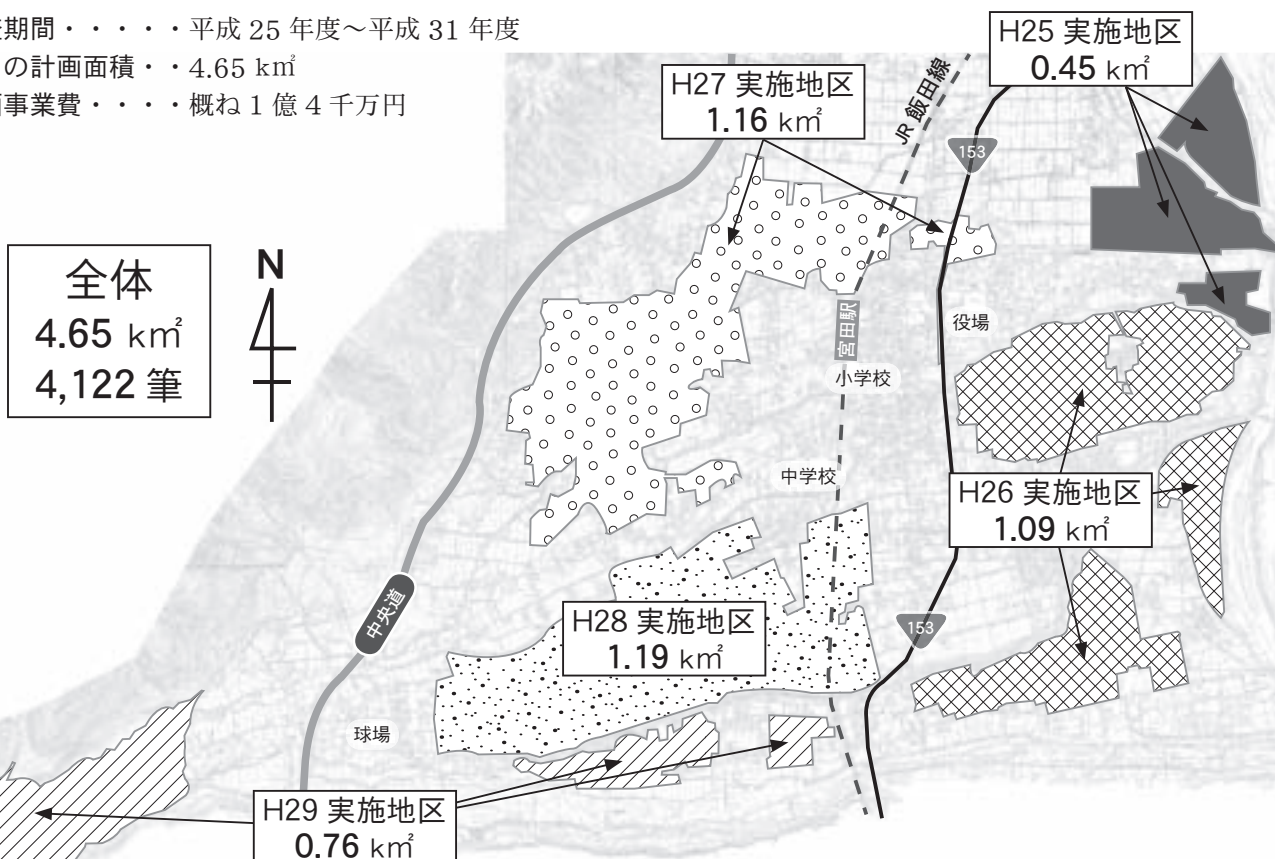 期間・・・・・平成 25 年度〜平成 31 年度
の計画面積・・4.65 ㎢
事業費・・・・概ね 1 億 4 千万円
H25 実施地区
0.45 ㎢
H27 実施地区
1.16 ㎢
JR 飯田線
153
全体
4.65 ㎢
4,122 筆
N
宮田駅
役場
小学校
中学校
H26 実施地区
1.09 ㎢
中央道
H28 実施地区
1.19 ㎢
153
球場
H29 実施地区
0.76 ㎢